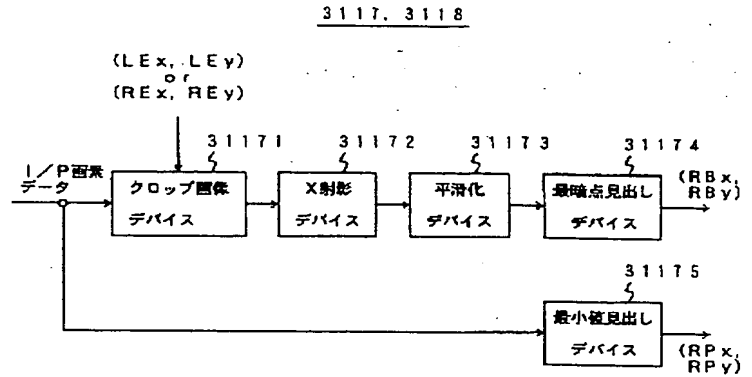 31117, 3118
(LEx, LEy)
or
(REx, REy)
31171
31172
31173
31174
I/P画素
データ
クロップ画像
デバイス
X射影
デバイス
平滑化
デバイス
最暗点見出し
デバイス
(RBx,
RBy)
31175
最小値見出し
デバイス
(RPx,
RPy)